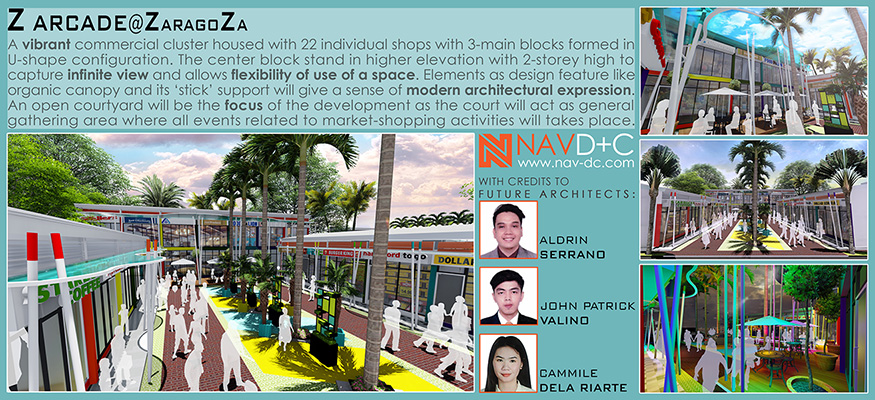 Z ARCADE@ZARAGOZA
A vibrant commercial cluster housed with 22 individual shops with 3-main blocks formed in
U-shape configuration. The center block stand in higher elevation with 2-storey high to
capture infinite view and allows flexibility of use of a space. Elements as design feature like
organic canopy and its 'stick' support will give a sense of modern architectural expression.
An open courtyard will be the focus of the development as the court will act as general
gathering area where all events related to market-shopping activities will takes place.
NAVD+C
www.nav-dc.com
WITH CREDITS TO
FUTURE ARCHITECTS:
ALDRIN
SERRANO
JOHN PATRICK
VALINO
CAMMILE
DELA RIARTE
to go
DOLLA